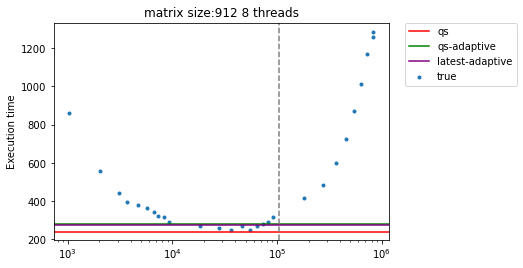 matrix size:912 8 threads
Execution time
1200
1000
800
600
400
200
10³
10⁴
10⁵
10⁶
qs
qs-adaptive
latest-adaptive
true